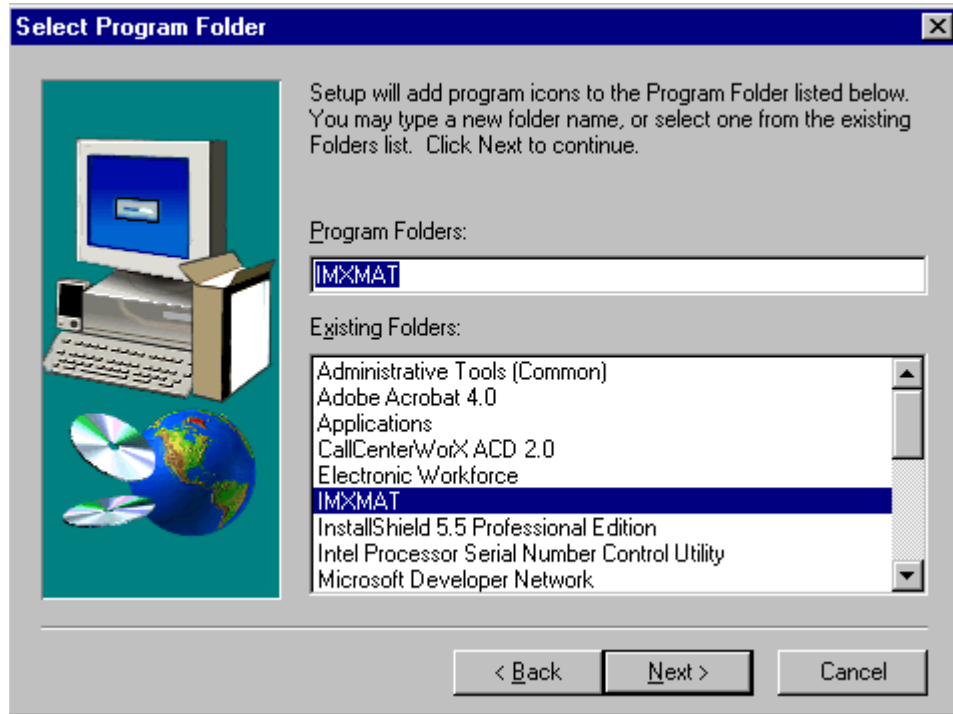 Select Program Folder
Setup will add program icons to the Program Folder listed below.
You may type a new folder name, or select one from the existing
Folders list. Click Next to continue.
Program Folders:
IMXMAT
Existing Folders:
Administrative Tools (Common)
Adobe Acrobat 4.0
Applications
CallCenterWorX ACD 2.0
Electronic Workforce
IMXMAT
InstallShield 5.5 Professional Edition
Intel Processor Serial Number Control Utility
Microsoft Developer Network
< Back
Next >
Cancel